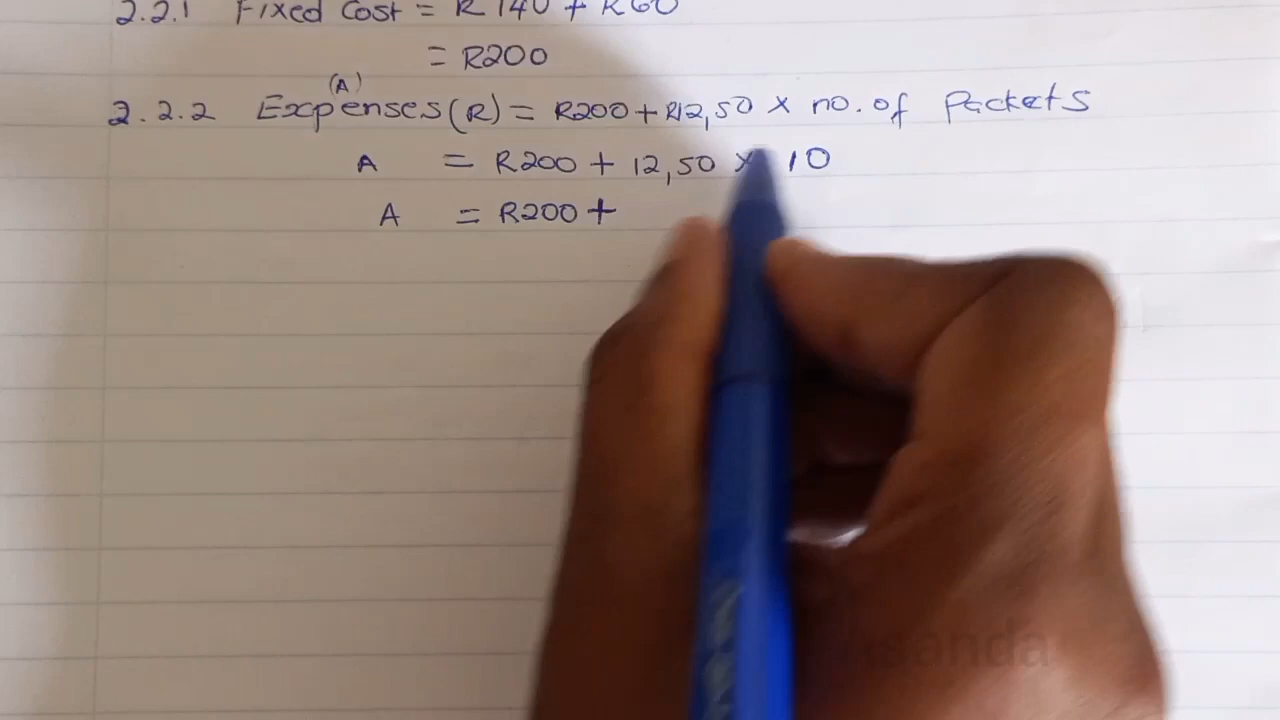 2.2.1 Fixed Cost = R140 + R60
= R200
(A)
2.2.2 Expenses (R) = R200 + R12,50 × no. of Packets
A = R200 + 12,50 × 10
A = R200 +